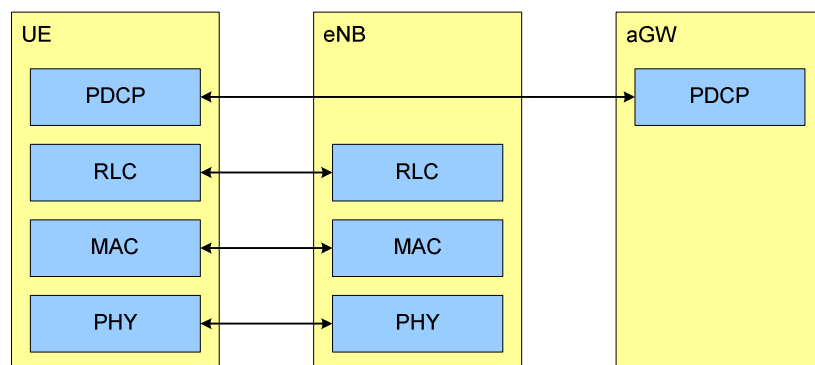 UE
eNB
aGW
PDCP
PDCP
RLC
RLC
MAC
MAC
PHY
PHY